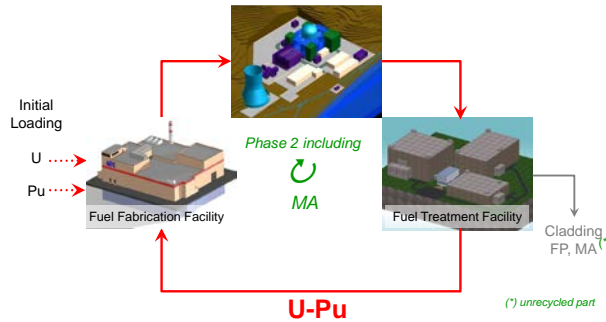 Initial
Loading
U
Pu
Fuel Fabrication Facility
Phase 2 including
MA
Fuel Treatment Facility
Cladding
FP, MA (*
U-Pu
(*) unrecycled part